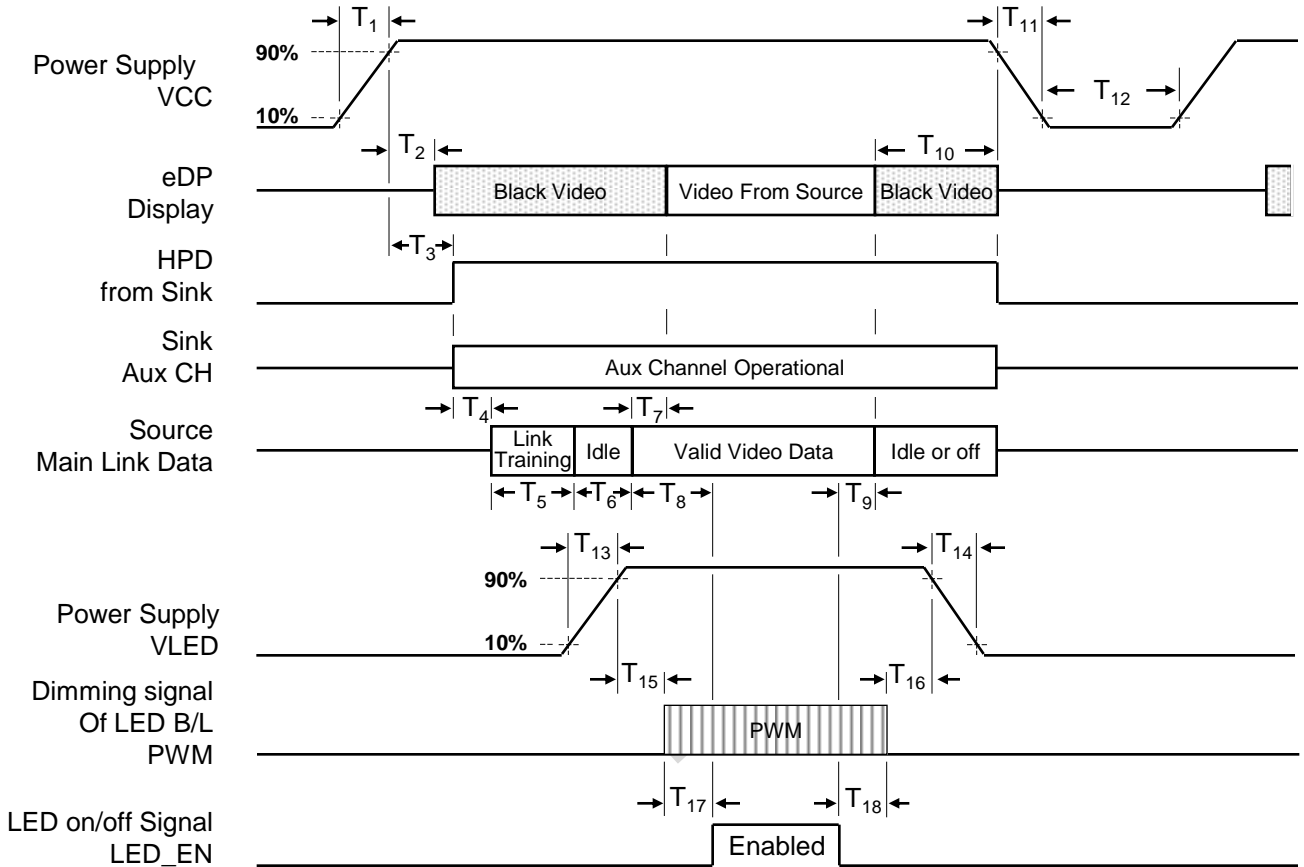 T1
T11
90%
Power Supply
VCC
10%
T12
T2
T10
eDP
Display
Black Video
Video From Source
Black Video
T3
HPD
from Sink
Sink
Aux CH
Aux Channel Operational
T4
T7
Source
Main Link Data
Link
Training
Idle
Valid Video Data
Idle or off
T5
T6
T8
T9
T13
T14
90%
Power Supply
VLED
10%
T15
T16
Dimming signal
Of LED B/L
PWM
PWM
T17
T18
LED on/off Signal
LED_EN
Enabled